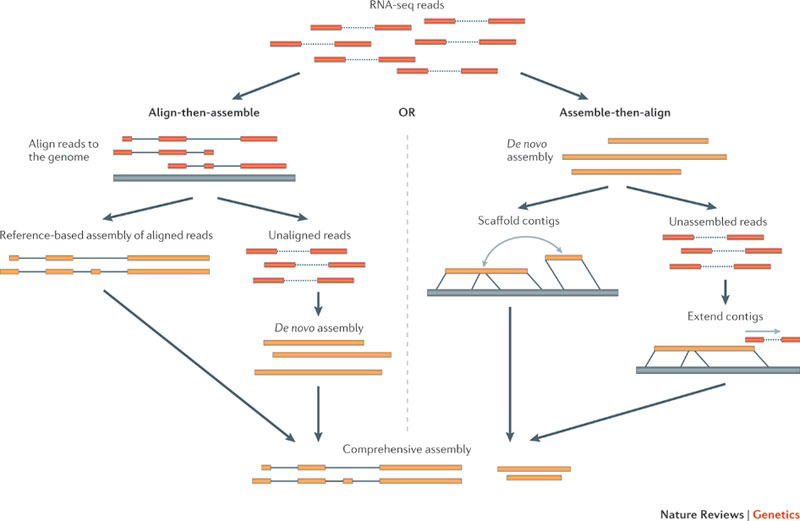 RNA-seq reads
Align-then-assemble
OR
Assemble-then-align
Align reads to
the genome
De novo
assembly
Reference-based assembly of aligned reads
Unaligned reads
Scaffold contigs
Unassembled reads
De novo assembly
Extend contigs
Comprehensive assembly
Nature Reviews | Genetics